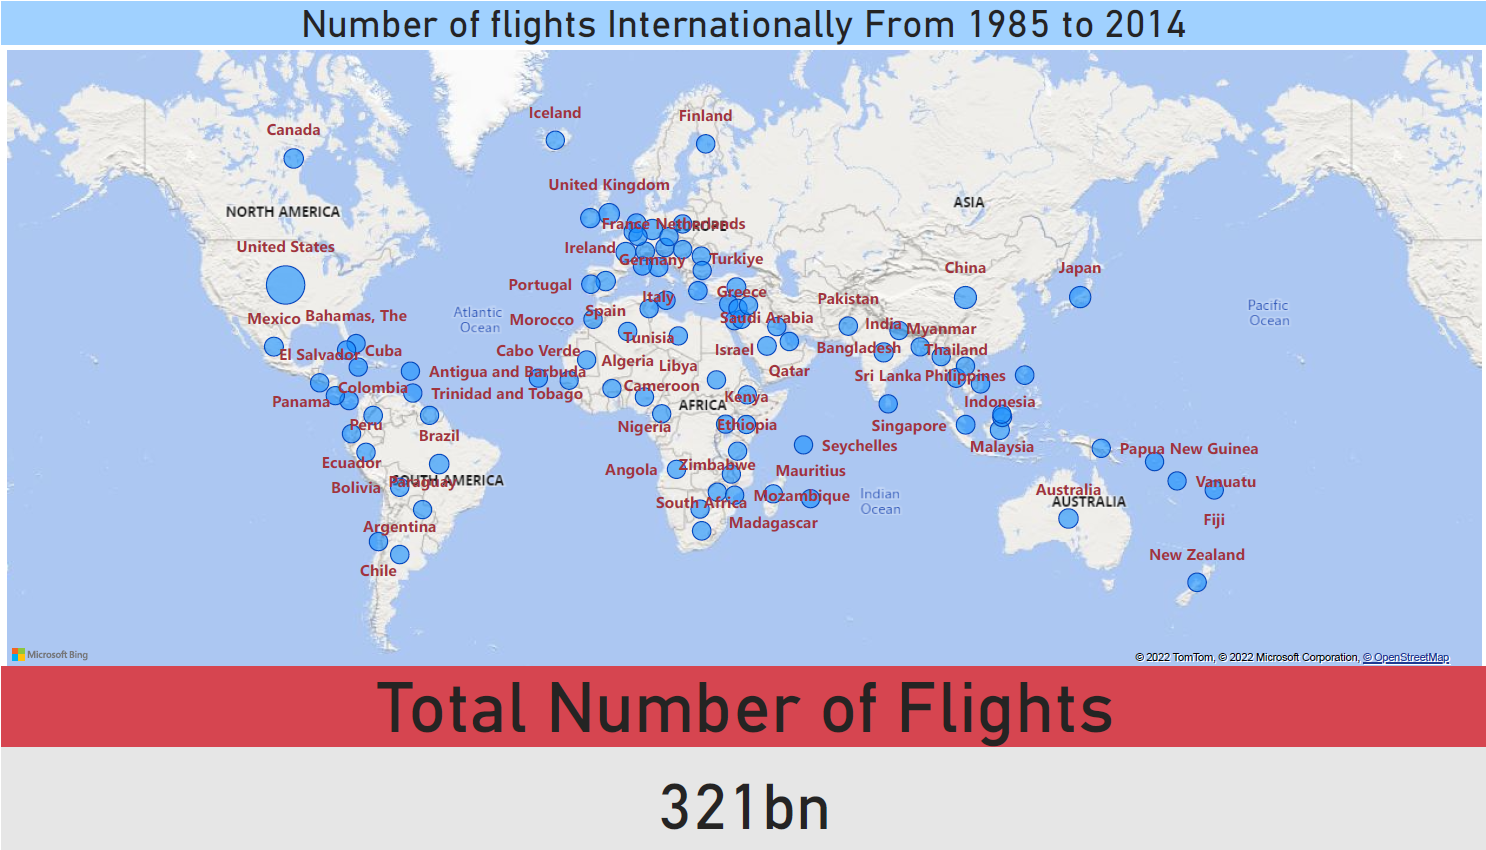 Number of flights Internationally From 1985 to 2014
Iceland
Finland
Canada
United Kingdom
NORTH AMERICA
ASIA
France Netherlands
EUROPE
United States
Ireland
Germany
Turkiye
China
Japan
Portugal
Italy
Greece
Pakistan
Atlantic
Ocean
Pacific
Ocean
Mexico
Bahamas, The
Morocco
Spain
Saudi Arabia
India
Myanmar
Tunisia
El Salvador
Cuba
Cabo Verde
Algeria
Libya
Israel
Bangladesh
Thailand
Antigua and Barbuda
Qatar
Sri Lanka
Philippines
Colombia
Trinidad and Tobago
Cameroon
Panama
AFRICA
Kenya
Indonesia
Peru
Brazil
Nigeria
Ethiopia
Singapore
Ecuador
Seychelles
Malaysia
Papua New Guinea
Bolivia
Paraguay
SOUTH AMERICA
Angola
Zimbabwe
Mauritius
Vanuatu
South Africa
Mozambique
Indian
Ocean
Australia
AUSTRALIA
Argentina
Madagascar
Fiji
Chile
New Zealand
Microsoft Bing
© 2022 TomTom, © 2022 Microsoft Corporation, © OpenStreetMap
Total Number of Flights
321bn